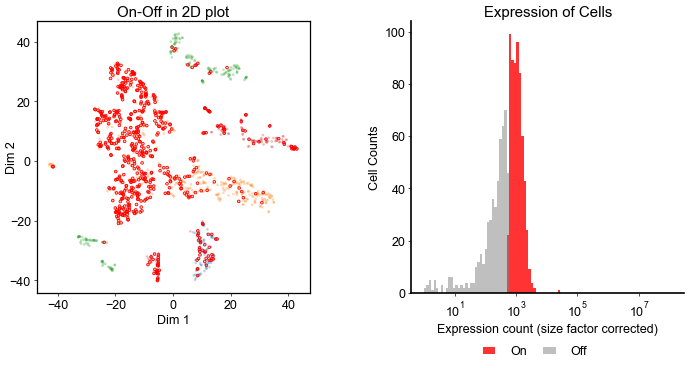 On-Off in 2D plot
Dim 2
40
20
0
−20
−40
−40 −20 0 20 40
Dim 1
Expression of Cells
Cell Counts
100
80
60
40
20
0
10^1 10^3 10^5 10^7
Expression count (size factor corrected)
On Off